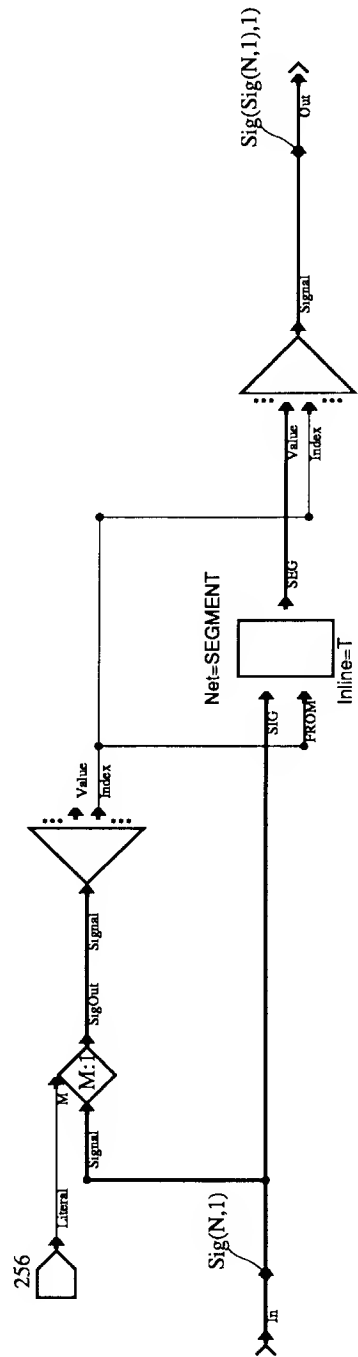 256
Literal
M
M:1
Signal
SigOut
Signal
...
Value
Index
...
In
Sig(N,1)
SIG
FROM
Net=SEGMENT
Inline=T
SEG
...
Value
Index
...
Signal
Sig(Sig(N,1),1)
Out